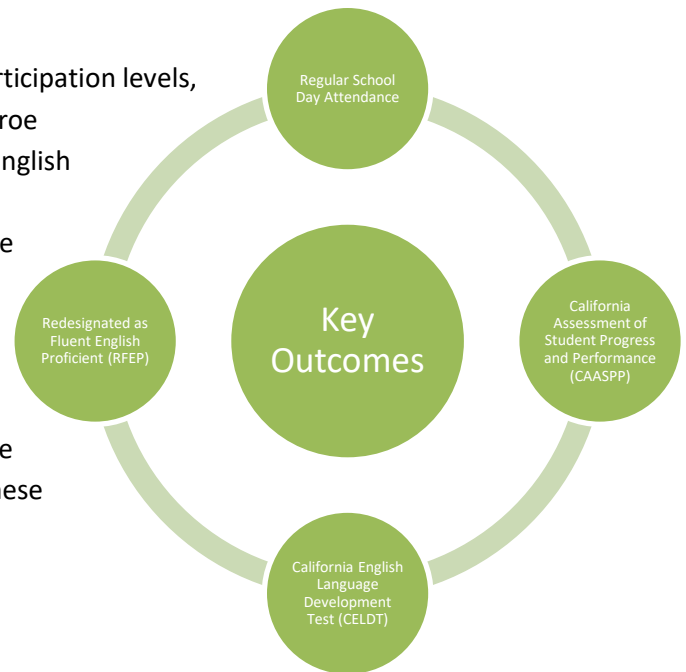 rticipation levels,
roe
nglish
e
e
nese
Regular School
Day Attendance
Key
Outcomes
Redesignated as
Fluent English
Proficient (RFEP)
California
Assessment of
Student Progress
and Performance
(CAASPP)
California English
Language
Development
Test (CELDT)